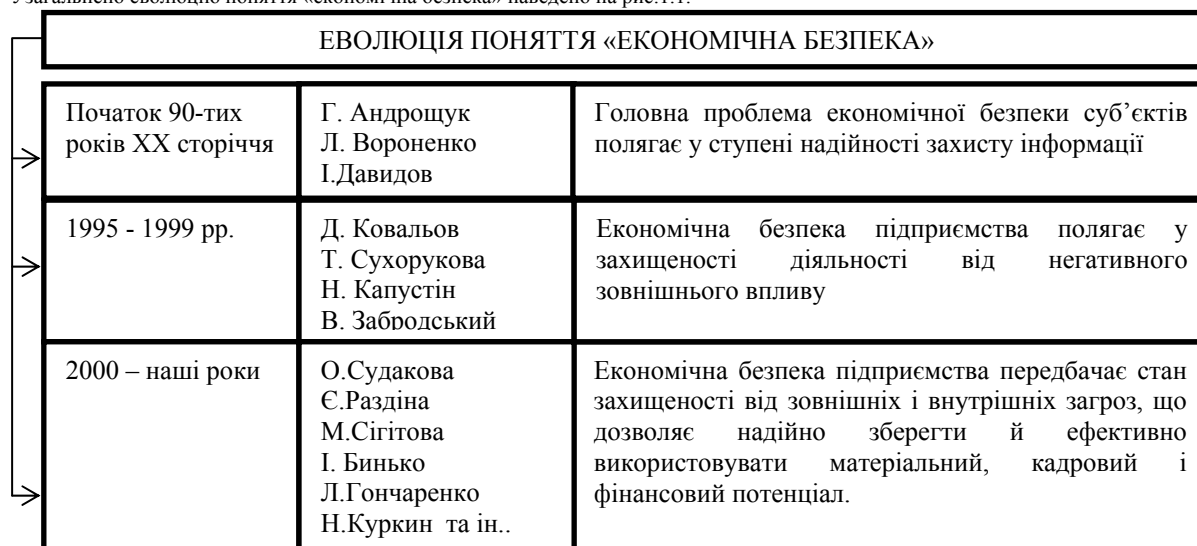 Узагальнено еволюцію поняття «економічна безпека» наведено на рис.1.1.
ЕВОЛЮЦІЯ ПОНЯТТЯ «ЕКОНОМІЧНА БЕЗПЕКА»
Початок 90-тих
років ХХ сторіччя
Г. Андрощук
Л. Вороненко
І.Давидов
Головна проблема економічної безпеки суб’єктів
полягає у ступені надійності захисту інформації
1995 - 1999 рр.
Д. Ковальов
Т. Сухорукова
Н. Капустін
В. Забродський
Економічна безпека підприємства полягає у
захищеності діяльності від негативного
зовнішнього впливу
2000 – наші роки
О.Судакова
Є.Раздіна
М.Сігітова
І. Бинько
Л.Гончаренко
Н.Куркин та ін..
Економічна безпека підприємства передбачає стан
захищеності від зовнішніх і внутрішніх загроз, що
дозволяє надійно зберегти й ефективно
використовувати матеріальний, кадровий і
фінансовий потенціал.